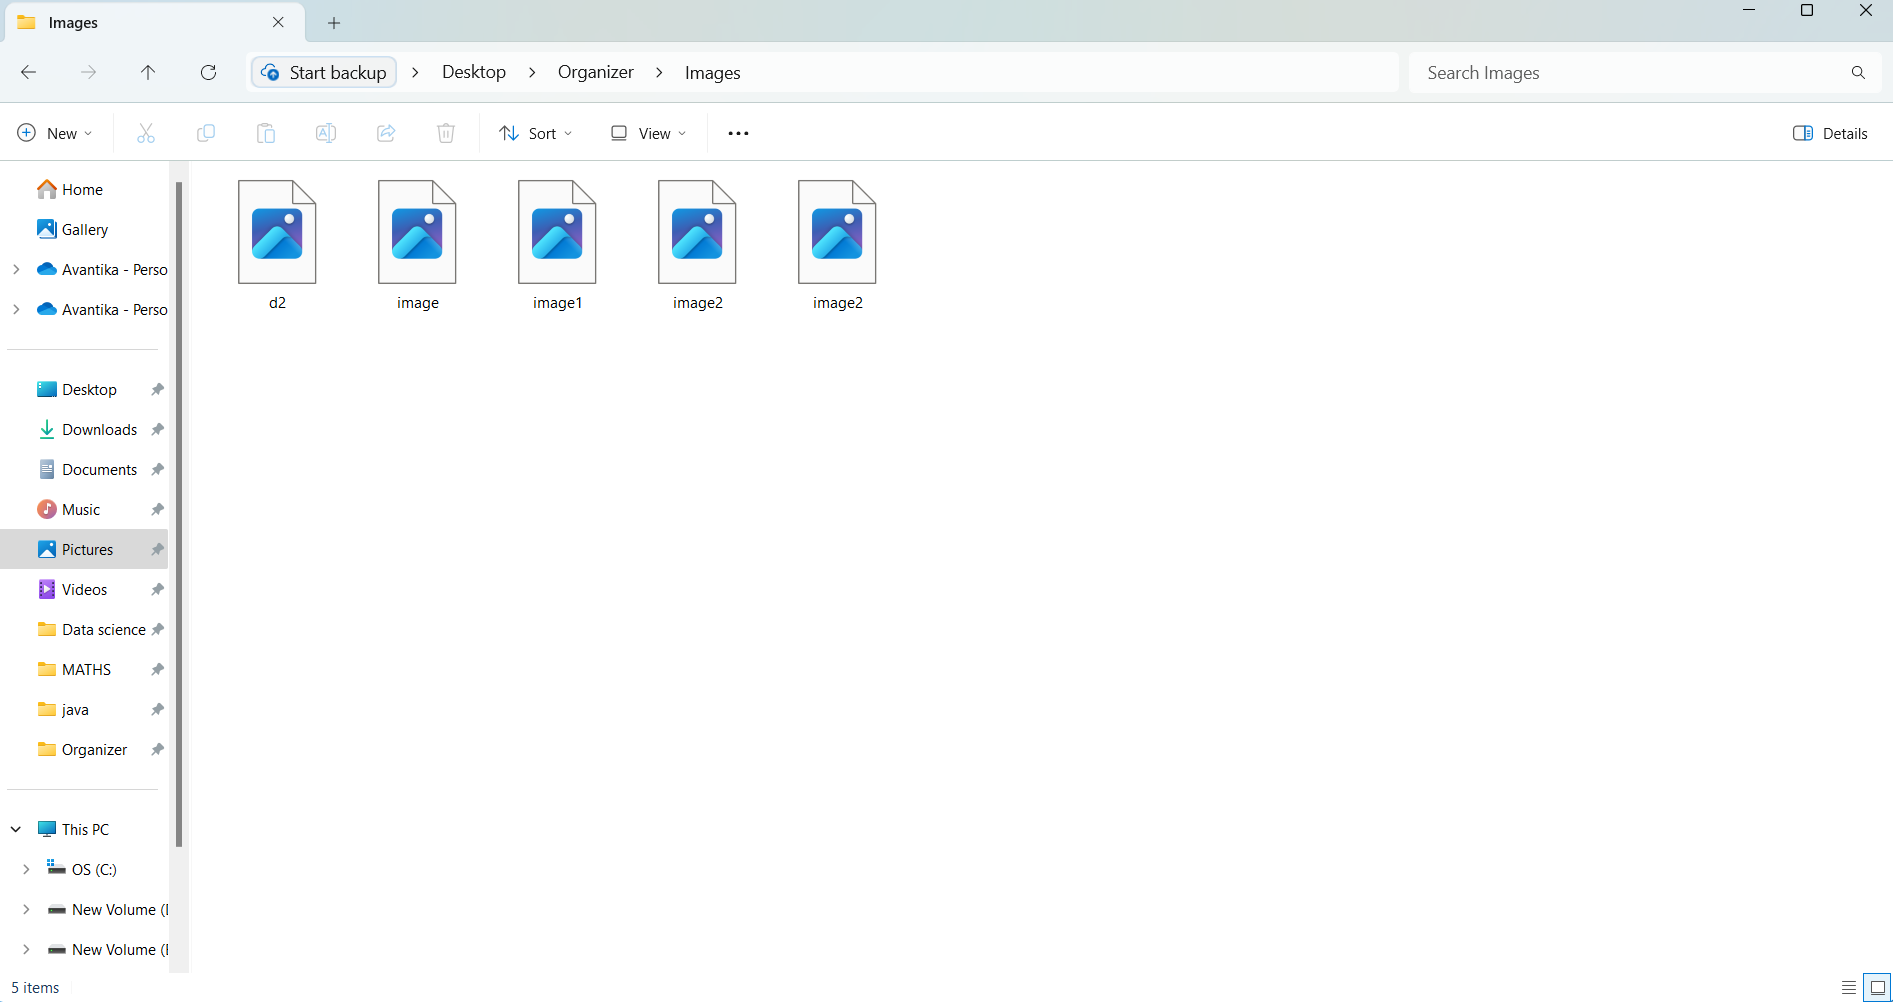 Images
Start backup > Desktop > Organizer > Images
Search Images
New
Sort
View
Details
Home
Gallery
Avantika - Perso
Avantika - Perso
Desktop
Downloads
Documents
Music
Pictures
Videos
Data science
MATHS
java
Organizer
This PC
OS (C:)
New Volume (
New Volume (
d2
image
image1
image2
image2
5 items